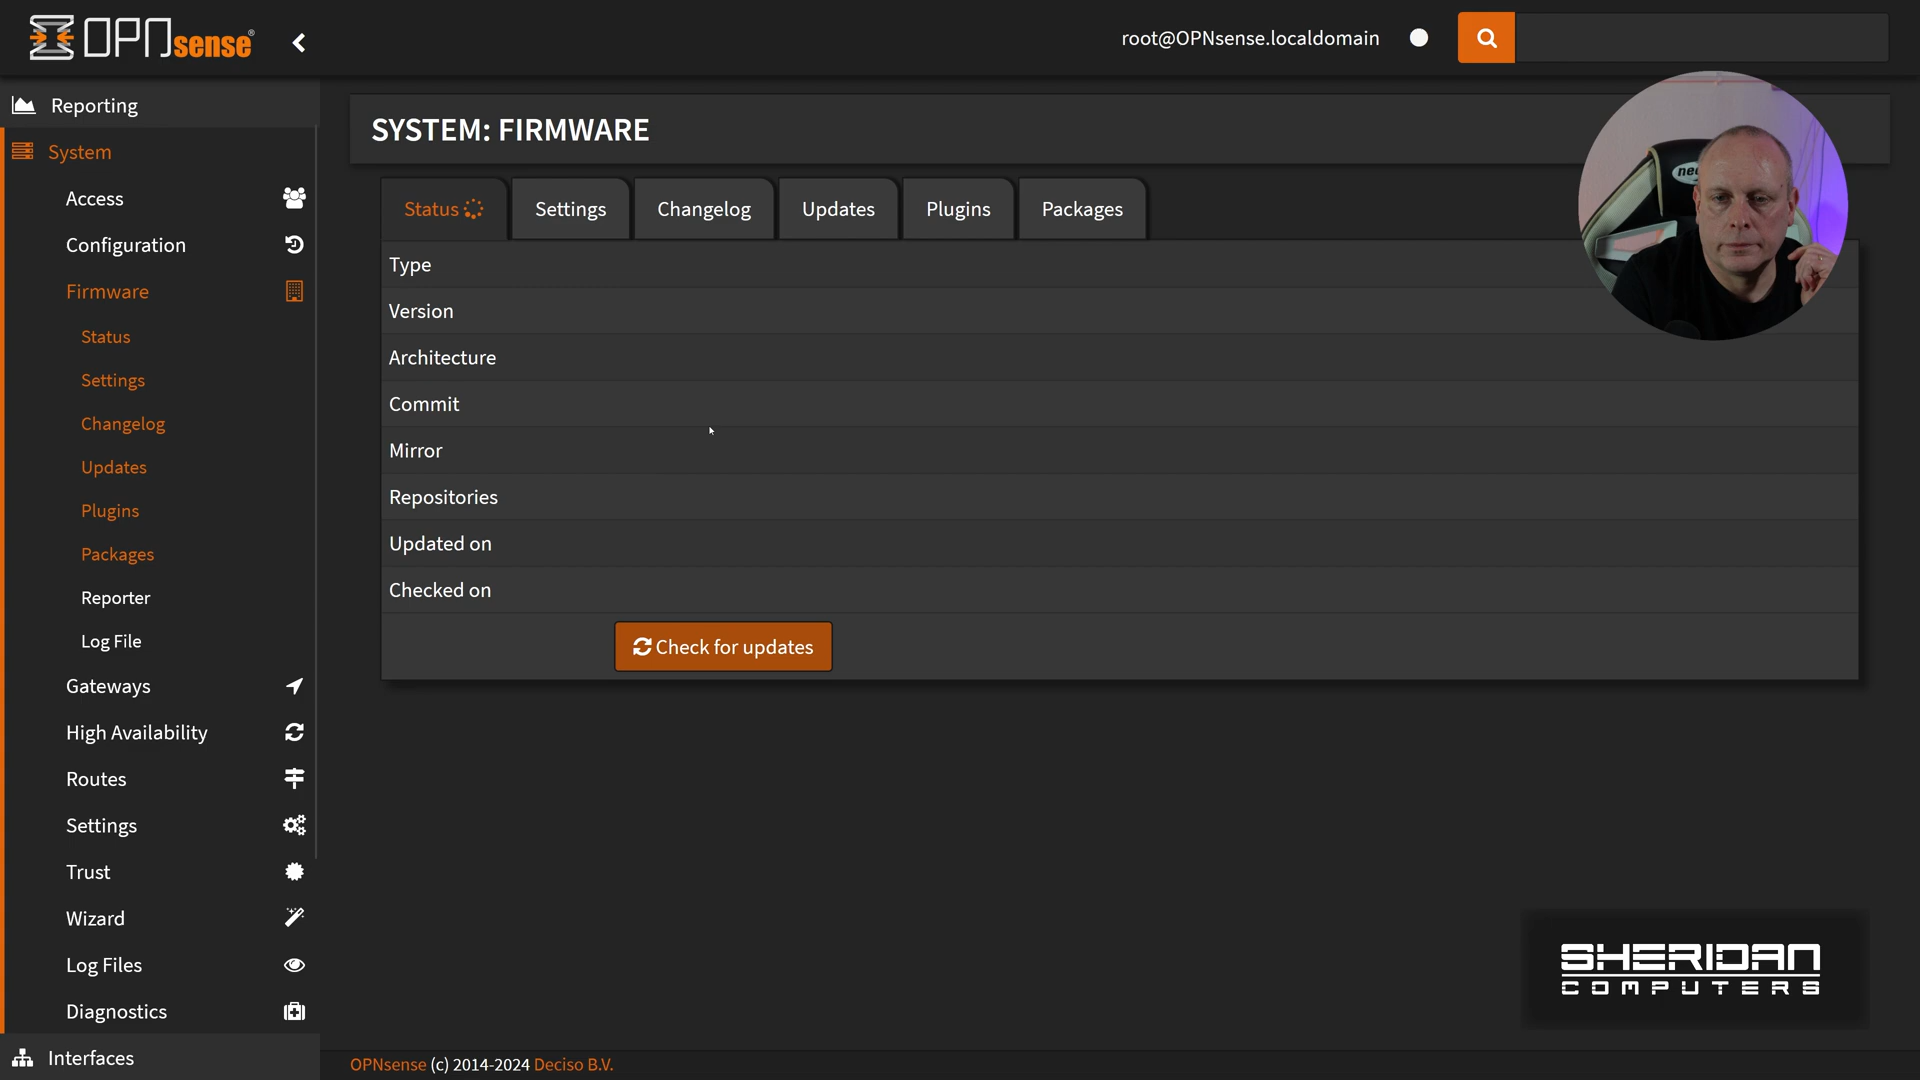 OPNsense®
root@OPNsense.localdomain
Reporting
System
Access
Configuration
Firmware
Status
Settings
Changelog
Updates
Plugins
Packages
Reporter
Log File
Gateways
High Availability
Routes
Settings
Trust
Wizard
Log Files
Diagnostics
Interfaces
SYSTEM: FIRMWARE
Status Settings Changelog Updates Plugins Packages
Type
Version
Architecture
Commit
Mirror
Repositories
Updated on
Checked on
Check for updates
SHERIDAN
COMPUTERS
OPNsense (c) 2014-2024 Deciso B.V.